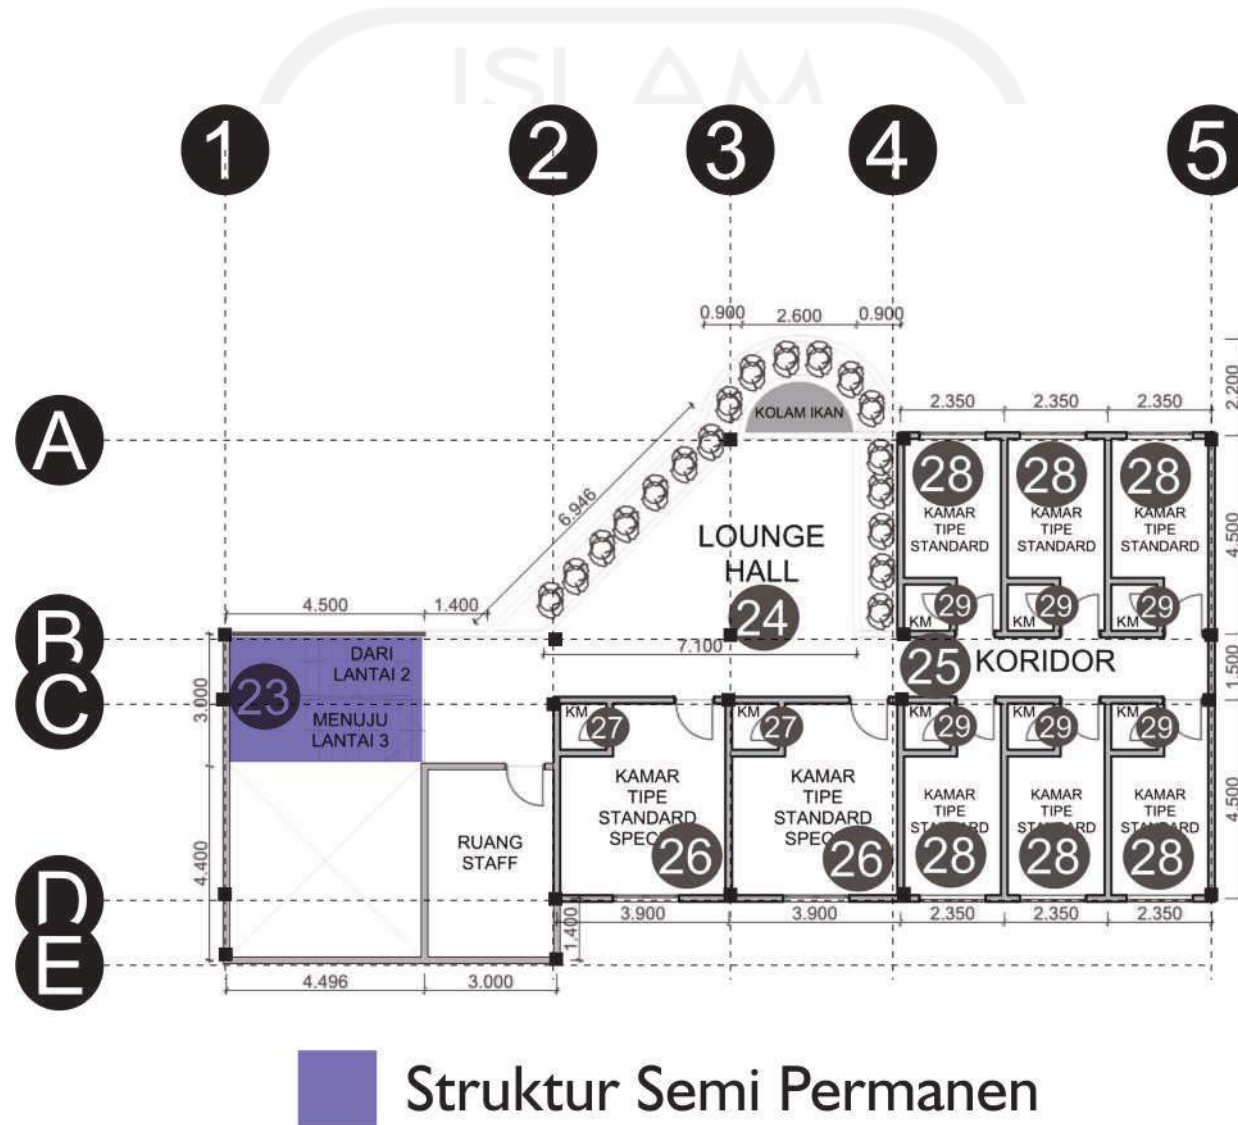 ISLAM
1 2 3 4 5
0.900 2.600 0.900
2.200
KOLAM IKAN
2.350 2.350 2.350
A
28 28 28
KAMAR TIPE STANDARD
KAMAR TIPE STANDARD
KAMAR TIPE STANDARD
6.946
4.500
LOUNGE
HALL
24
4.500 1.400
KM 29 KM 29 KM 29
B
7.100
DARI
LANTAI 2
25 KORIDOR
1.500
C
3.000
23
MENUJU
LANTAI 3
KM 27 KM 27 KM 29 KM 29 KM 29
KAMAR
TIPE
STANDARD
26
KAMAR
TIPE
STANDARD
26
KAMAR
TIPE
28
KAMAR
TIPE
28
KAMAR
TIPE
28
4.500
RUANG
STAFF
4.400
D
3.900 3.900 2.350 2.350 2.350
1.400
E
4.496 3.000
Struktur Semi Permanen